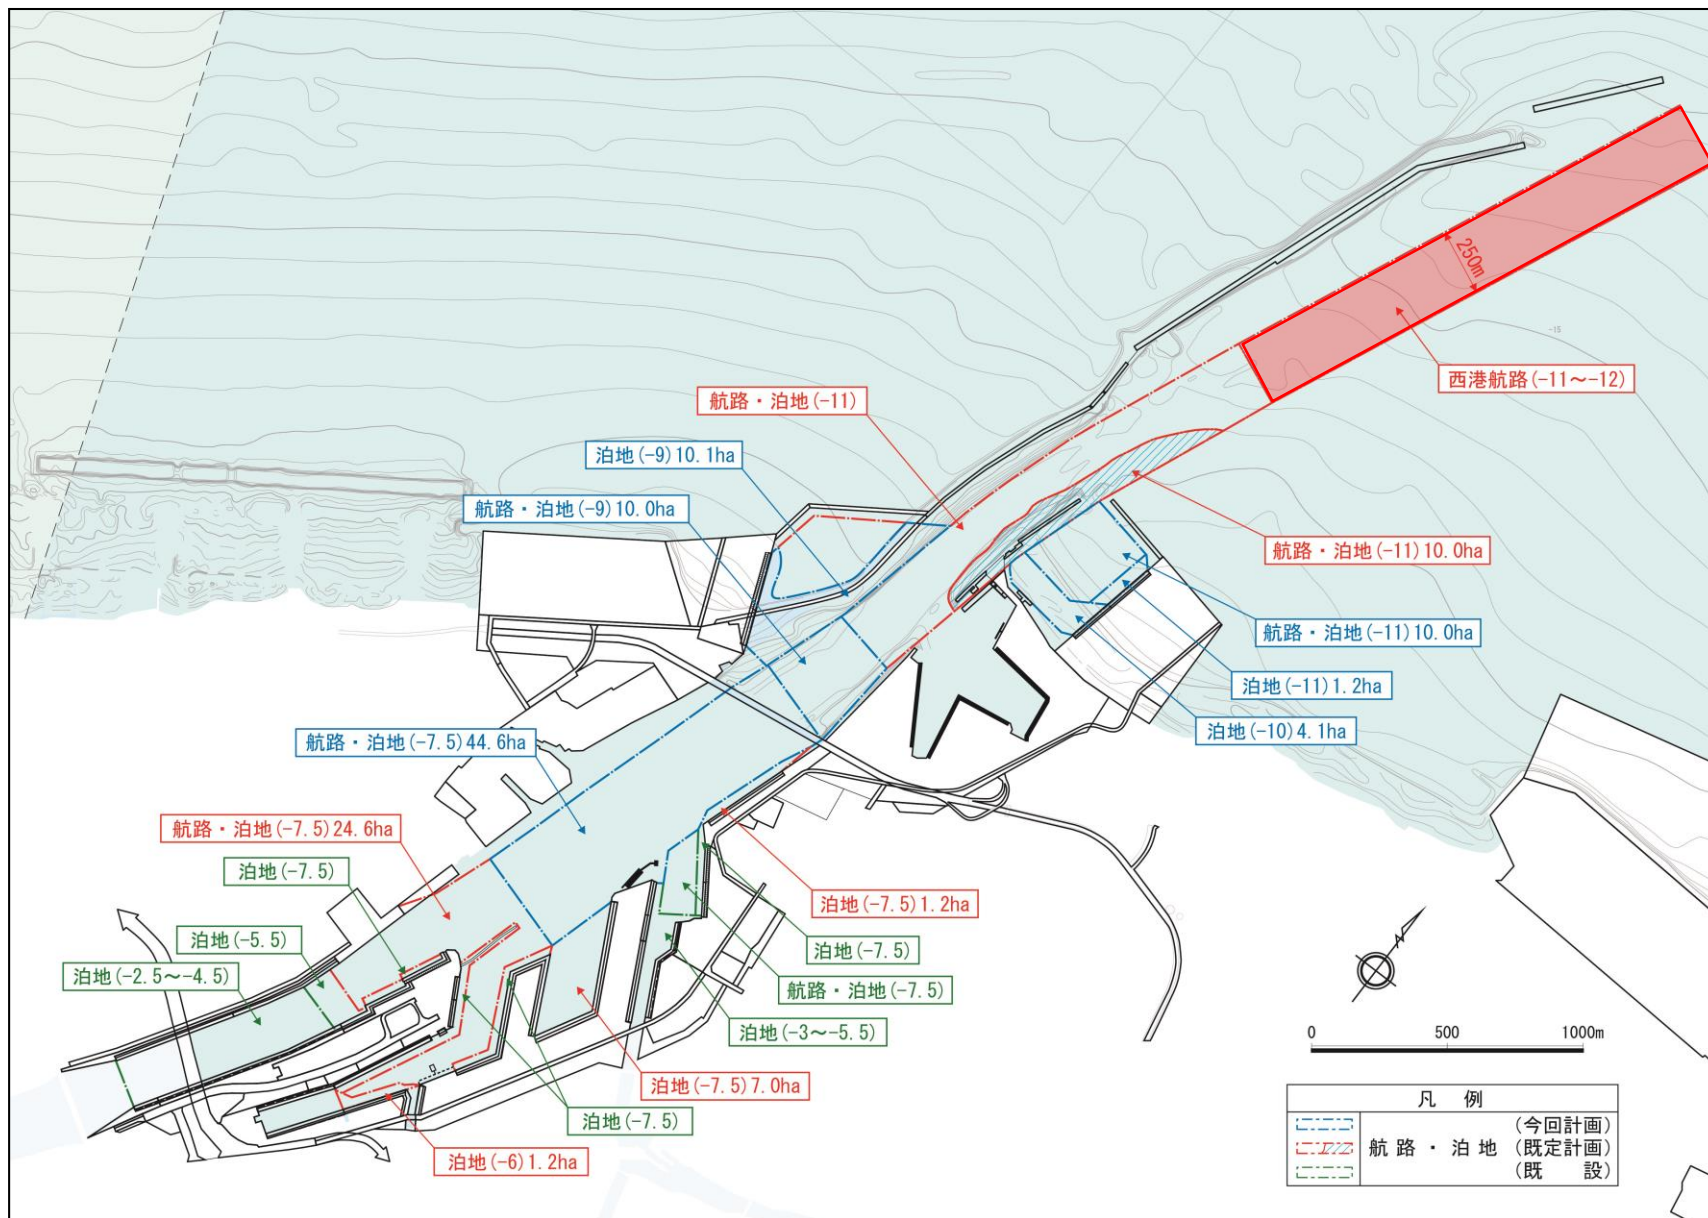 250m
-15
西港航路(-11～-12)
航路・泊地(-11)
泊地(-9)10.1ha
航路・泊地(-9)10.0ha
航路・泊地(-11)10.0ha
航路・泊地(-11)10.0ha
泊地(-11)1.2ha
泊地(-10)4.1ha
航路・泊地(-7.5)44.6ha
航路・泊地(-7.5)24.6ha
泊地(-7.5)
泊地(-5.5)
泊地(-2.5～-4.5)
泊地(-7.5)1.2ha
泊地(-7.5)
航路・泊地(-7.5)
泊地(-3～-5.5)
泊地(-7.5)7.0ha
泊地(-7.5)
泊地(-6)1.2ha
N
0 500 1000m
凡 例
(今回計画)
航路・泊地 (既定計画)
(既 設)